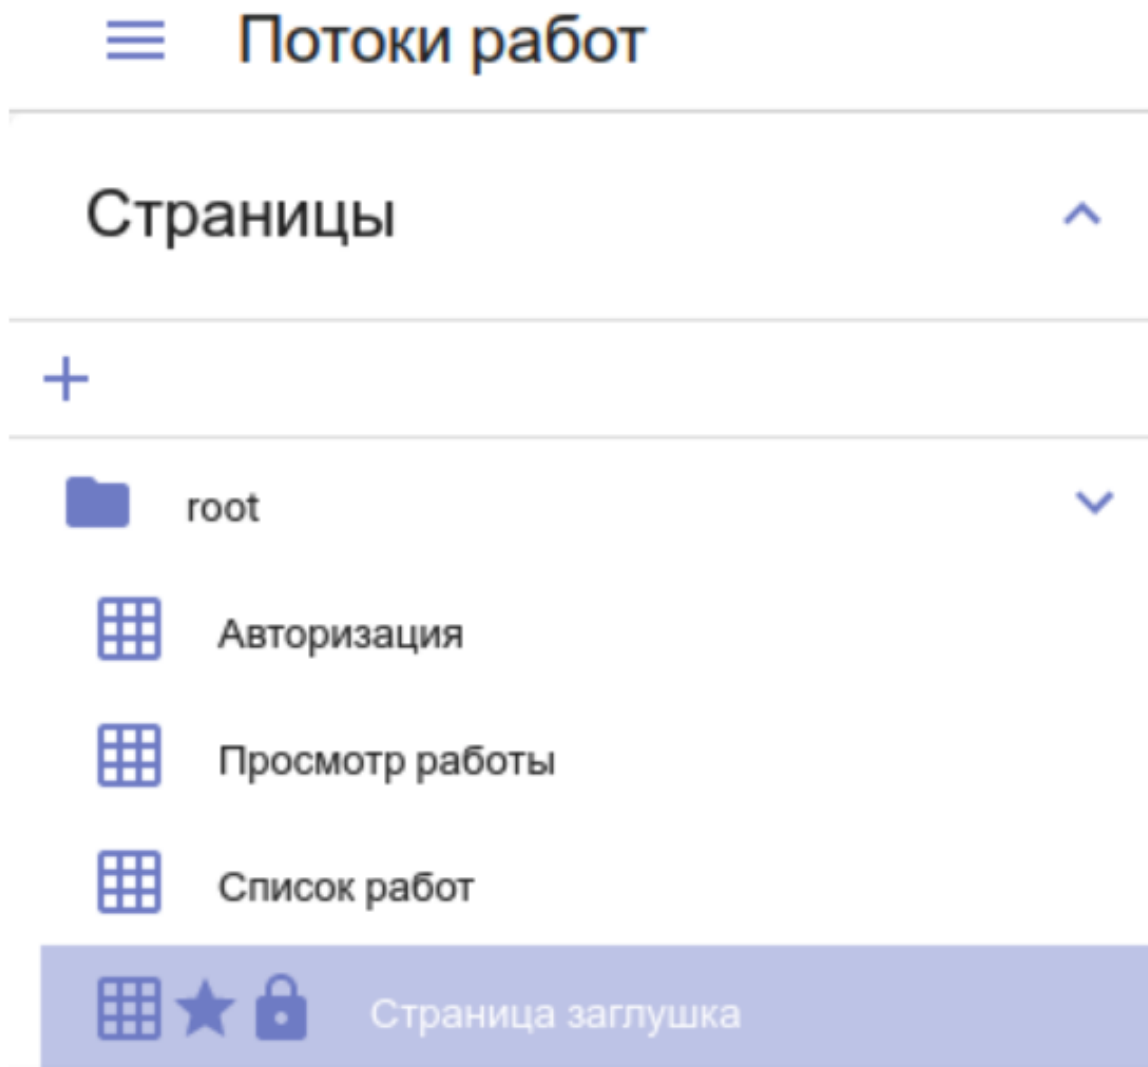 Потоки работ
Страницы
root
Авторизация
Просмотр работы
Список работ
Страница заглушка